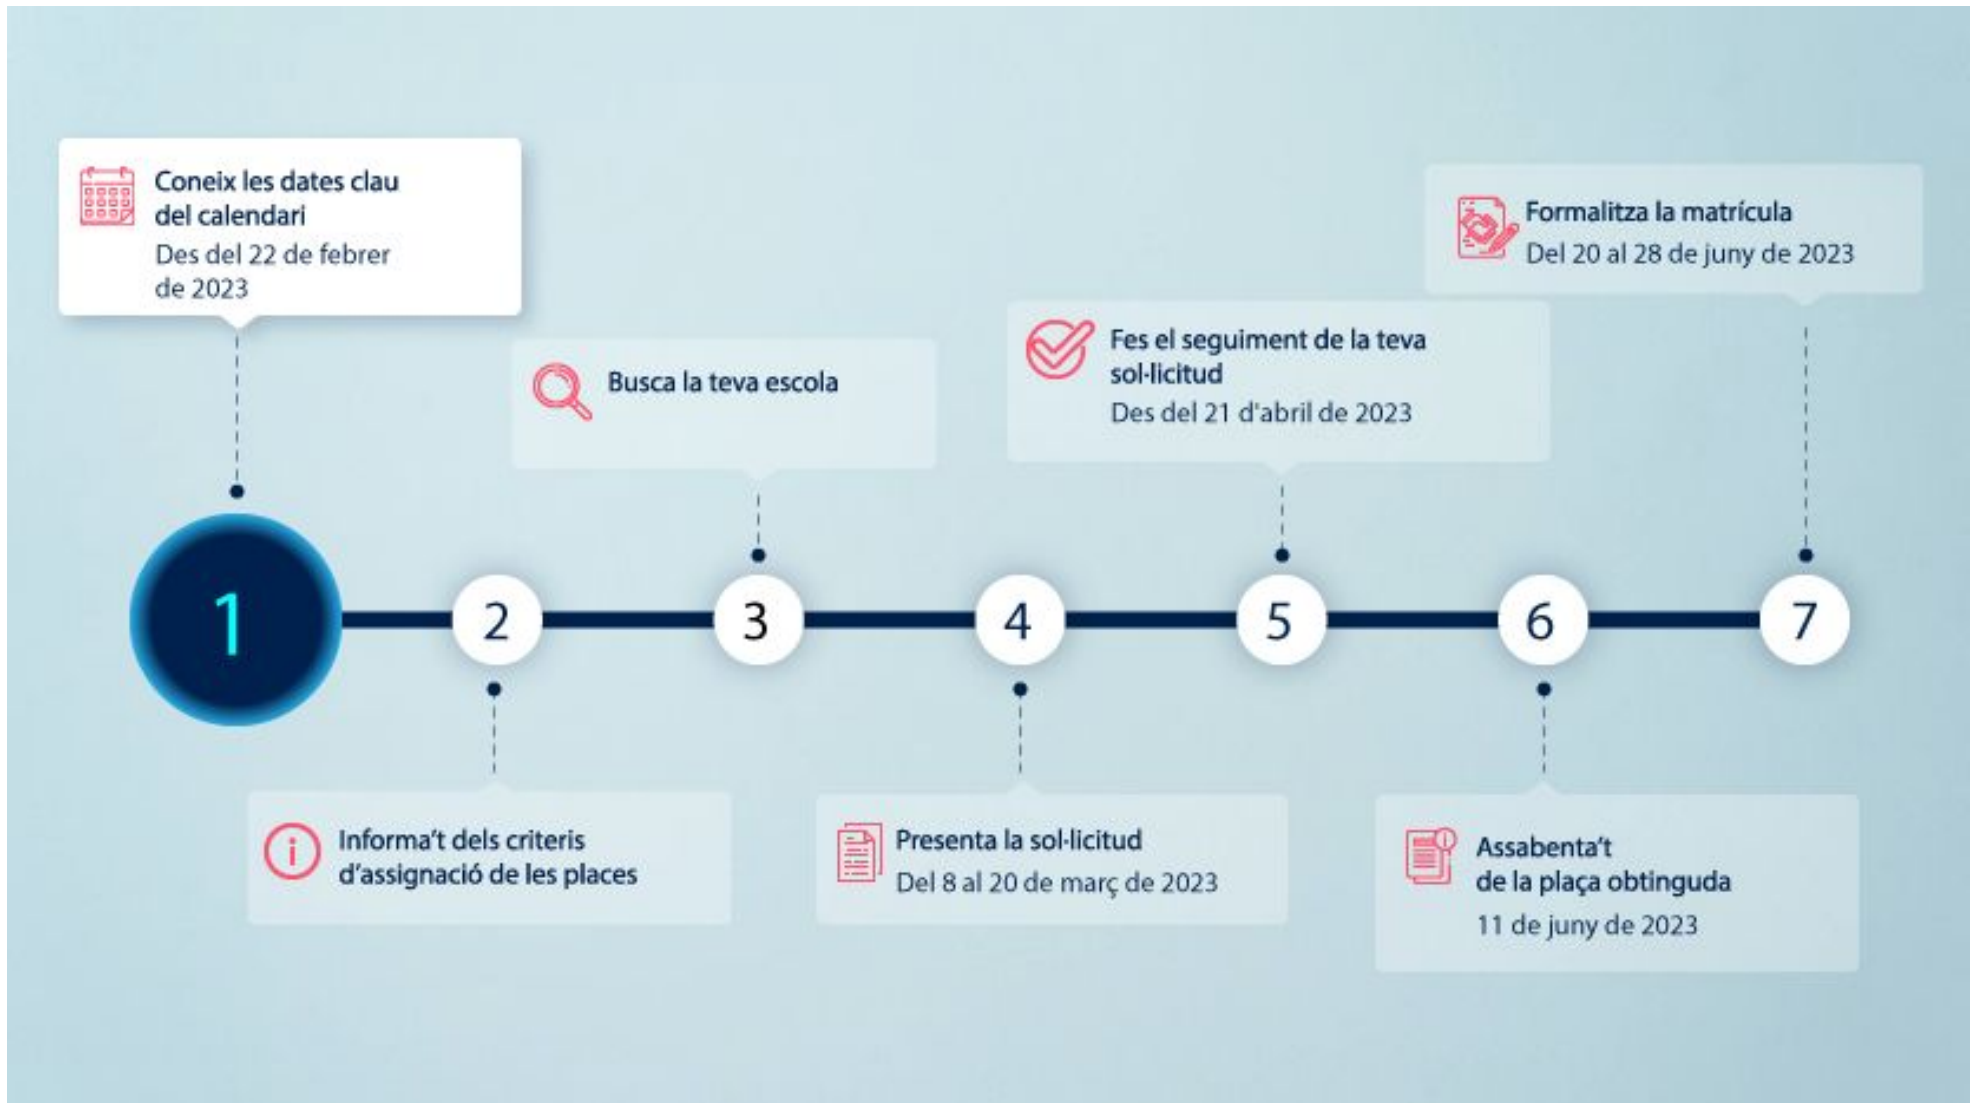 1
Coneix les dates clau
del calendari
Des del 22 de febrer
de 2023
2
Informa't dels criteris
d'assignació de les places
3
Busca la teva escola
4
Presenta la sol·licitud
Del 8 al 20 de març de 2023
5
Fes el seguiment de la teva
sol·licitud
Des del 21 d'abril de 2023
6
Assabenta't
de la plaça obtinguda
11 de juny de 2023
7
Formalitza la matrícula
Del 20 al 28 de juny de 2023